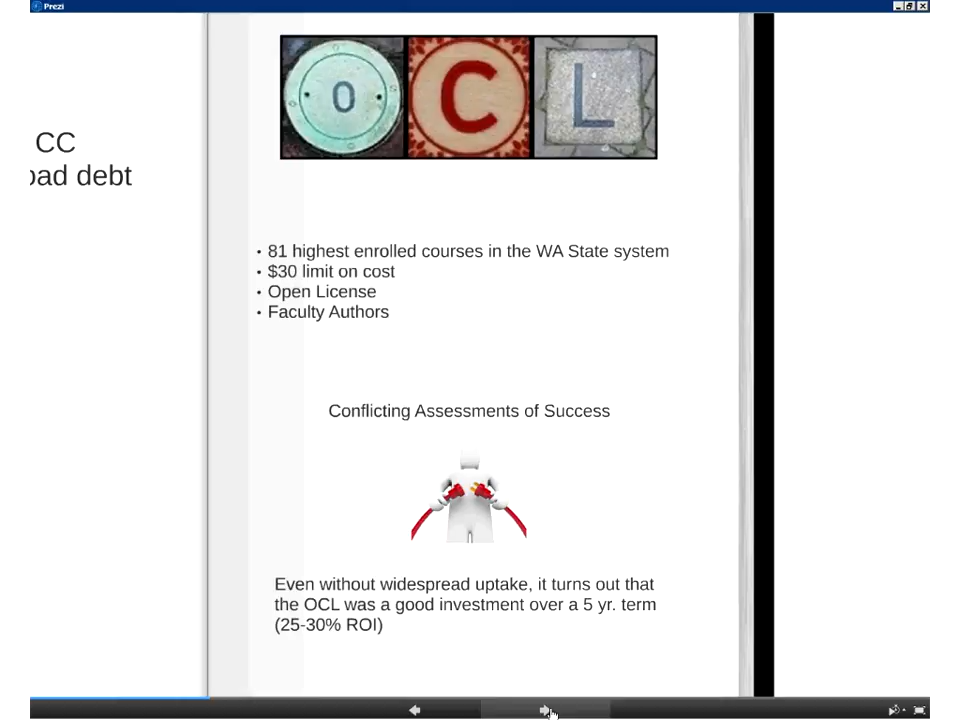 Prezi
O C L
CC
oad debt
• 81 highest enrolled courses in the WA State system
• $30 limit on cost
• Open License
• Faculty Authors
Conflicting Assessments of Success
Even without widespread uptake, it turns out that
the OCL was a good investment over a 5 yr. term
(25-30% ROI)